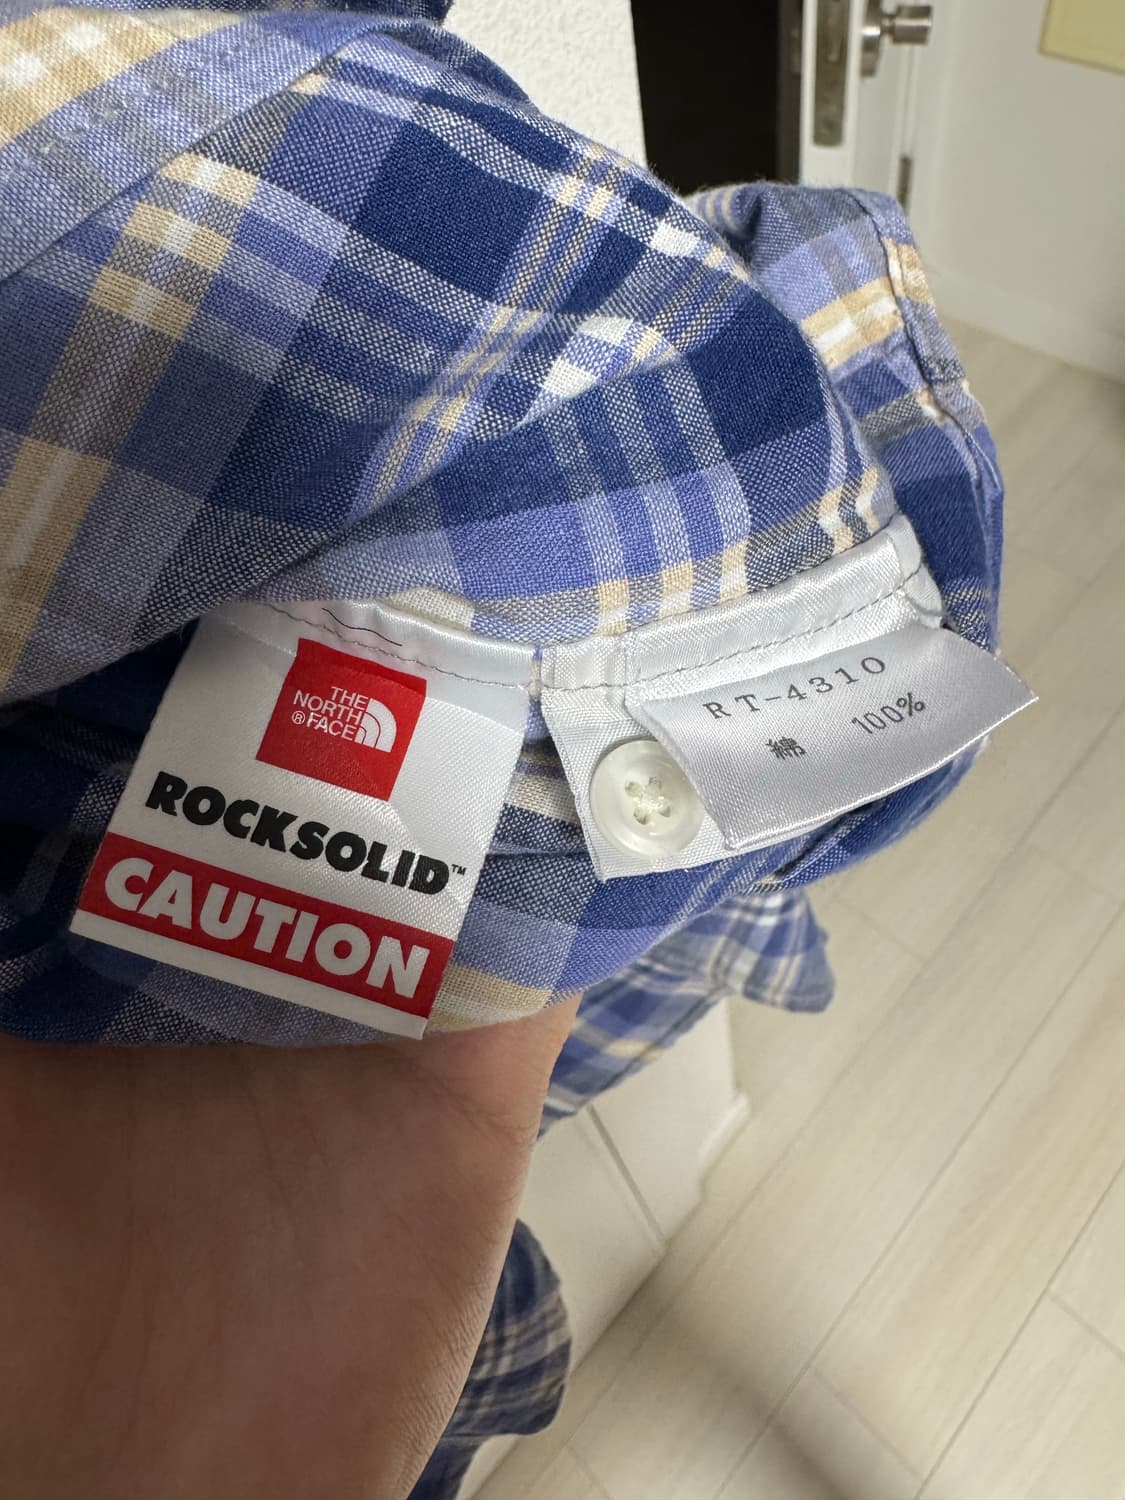 THE
NORTH
®FACE
ROCKSOLID™
CAUTION
RT-4310
綿 100%